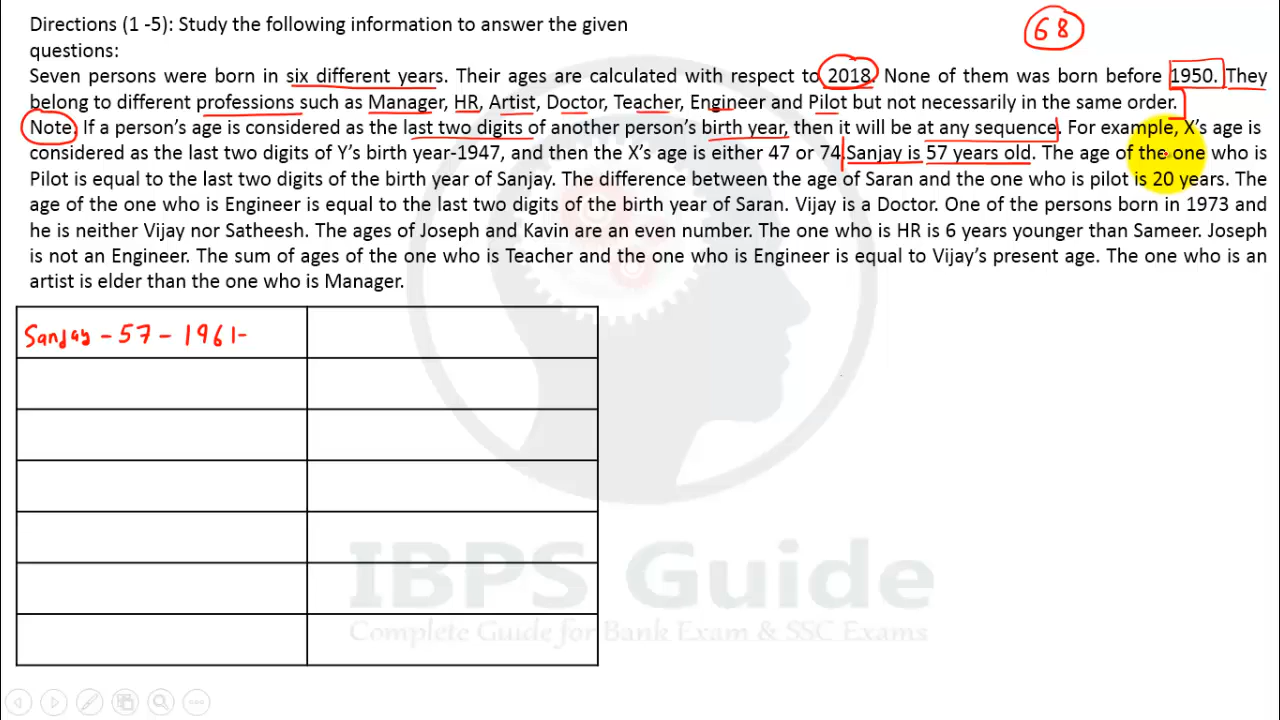 Directions (1 -5): Study the following information to answer the given
questions:
68
Seven persons were born in six different years. Their ages are calculated with respect to 2018. None of them was born before 1950. They
belong to different professions such as Manager, HR, Artist, Doctor, Teacher, Engineer and Pilot but not necessarily in the same order.
Note: If a person's age is considered as the last two digits of another person's birth year, then it will be at any sequence. For example, X's age is
considered as the last two digits of Y's birth year-1947, and then the X's age is either 47 or 74. Sanjay is 57 years old. The age of the one who is
Pilot is equal to the last two digits of the birth year of Sanjay. The difference between the age of Saran and the one who is pilot is 20 years. The
age of the one who is Engineer is equal to the last two digits of the birth year of Saran. Vijay is a Doctor. One of the persons born in 1973 and
he is neither Vijay nor Satheesh. The ages of Joseph and Kavin are an even number. The one who is HR is 6 years younger than Sameer. Joseph
is not an Engineer. The sum of ages of the one who is Teacher and the one who is Engineer is equal to Vijay's present age. The one who is an
artist is elder than the one who is Manager.
Sanjay - 57 - 1961-
IBPS Guide
Complete Guide for Bank Exam & SSC Exams